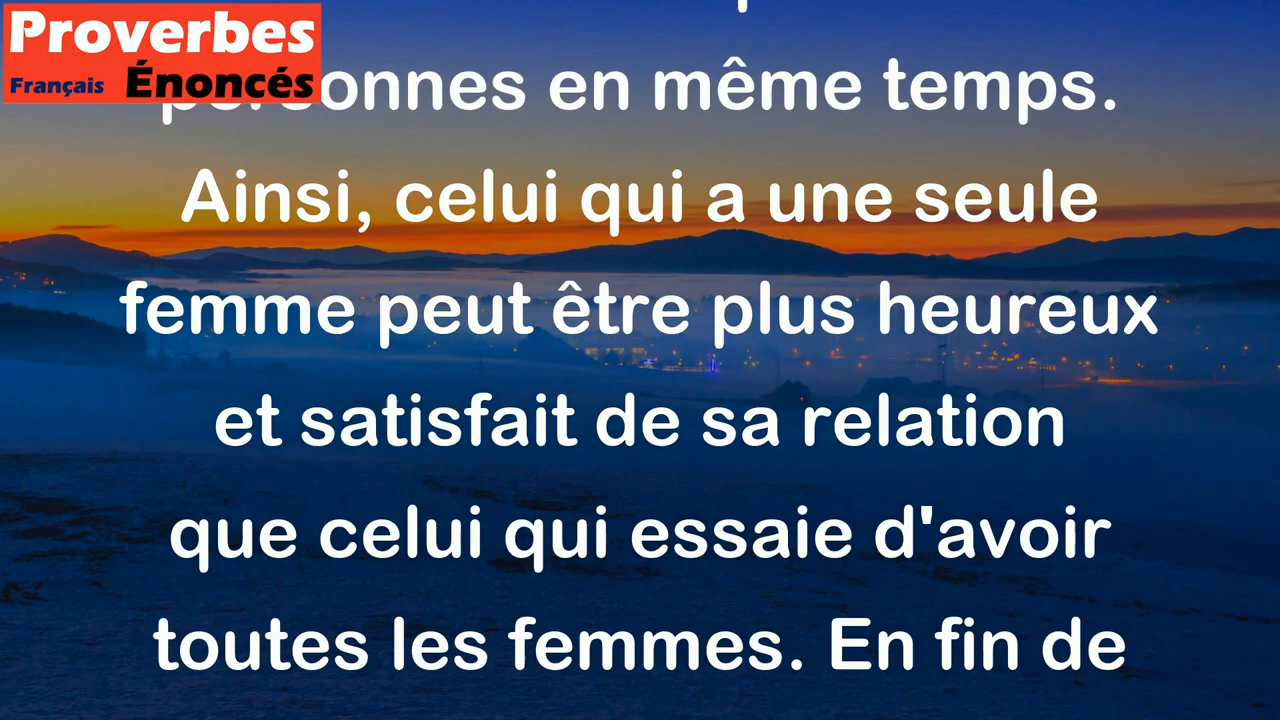 Proverbes
Français Énoncés
personnes en même temps.
Ainsi, celui qui a une seule
femme peut être plus heureux
et satisfait de sa relation
que celui qui essaie d'avoir
toutes les femmes. En fin de